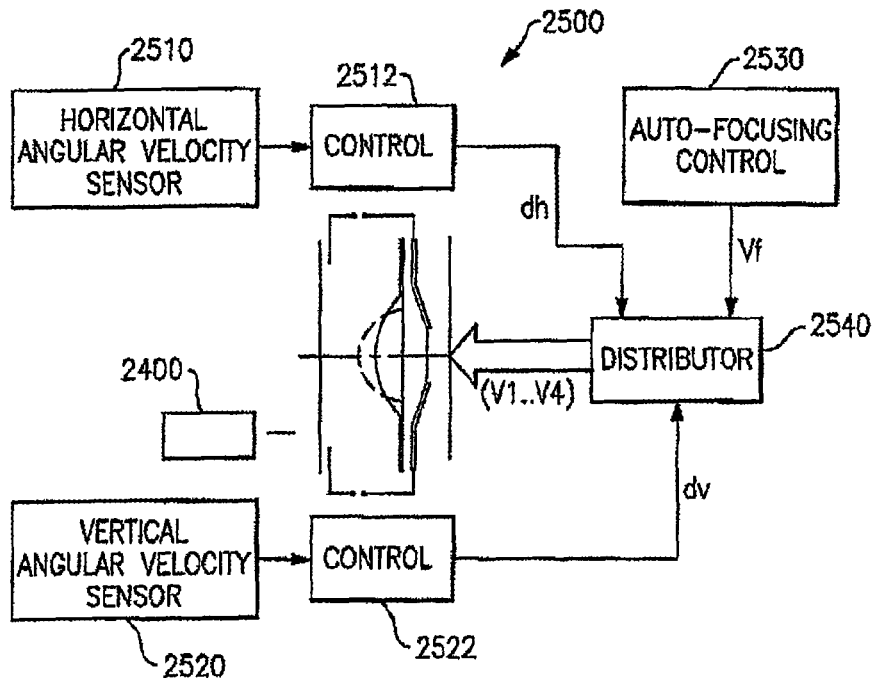 2500
2510
2512
2530
HORIZONTAL
ANGULAR VELOCITY
SENSOR
CONTROL
AUTO-FOCUSING
CONTROL
dh
Vf
2540
DISTRIBUTOR
(V1..V4)
2400
dv
VERTICAL
ANGULAR VELOCITY
SENSOR
CONTROL
2520
2522